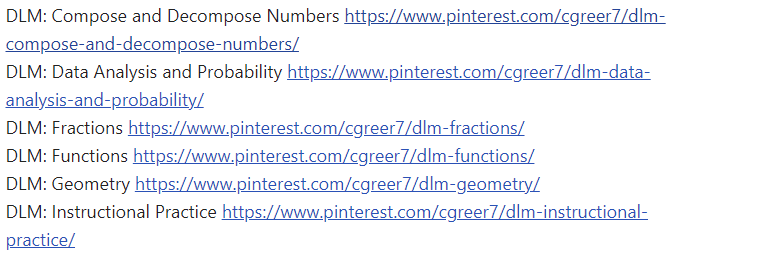 DLM: Compose and Decompose Numbers https://www.pinterest.com/cgreer7/dlm-
compose-and-decompose-numbers/
DLM: Data Analysis and Probability https://www.pinterest.com/cgreer7/dlm-data-
analysis-and-probability/
DLM: Fractions https://www.pinterest.com/cgreer7/dlm-fractions/
DLM: Functions https://www.pinterest.com/cgreer7/dlm-functions/
DLM: Geometry https://www.pinterest.com/cgreer7/dlm-geometry/
DLM: Instructional Practice https://www.pinterest.com/cgreer7/dlm-instructional-
practice/